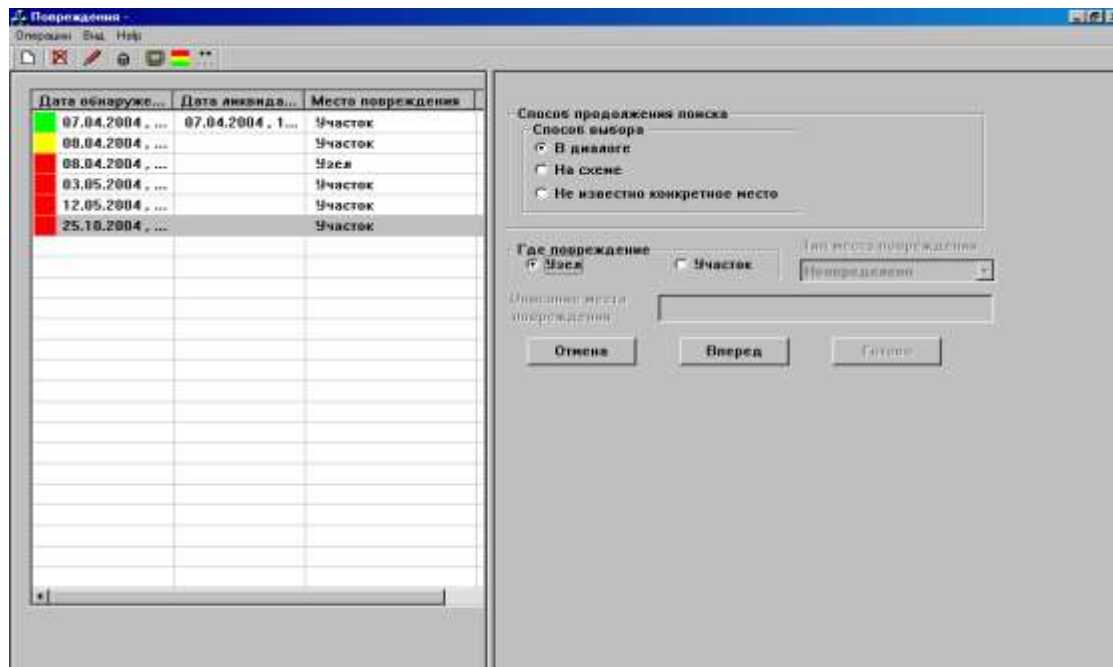 Повреждения -
Операции Вид Help
Дата обнаруже... Дата ликвида... Место повреждения
07.04.2004 , ... 07.04.2004 , 1... Участок
08.04.2004 , ... Участок
08.04.2004 , ... Узел
03.05.2004 , ... Участок
12.05.2004 , ... Участок
25.10.2004 , ... Участок
Способ продолжения поиска
Способ выбора
В диалоге
На схеме
Не известно конкретное место
Где повреждение
Узел Участок
Тип места повреждения
Неопределено
Описание места
повреждения
Отмена Вперед Готово